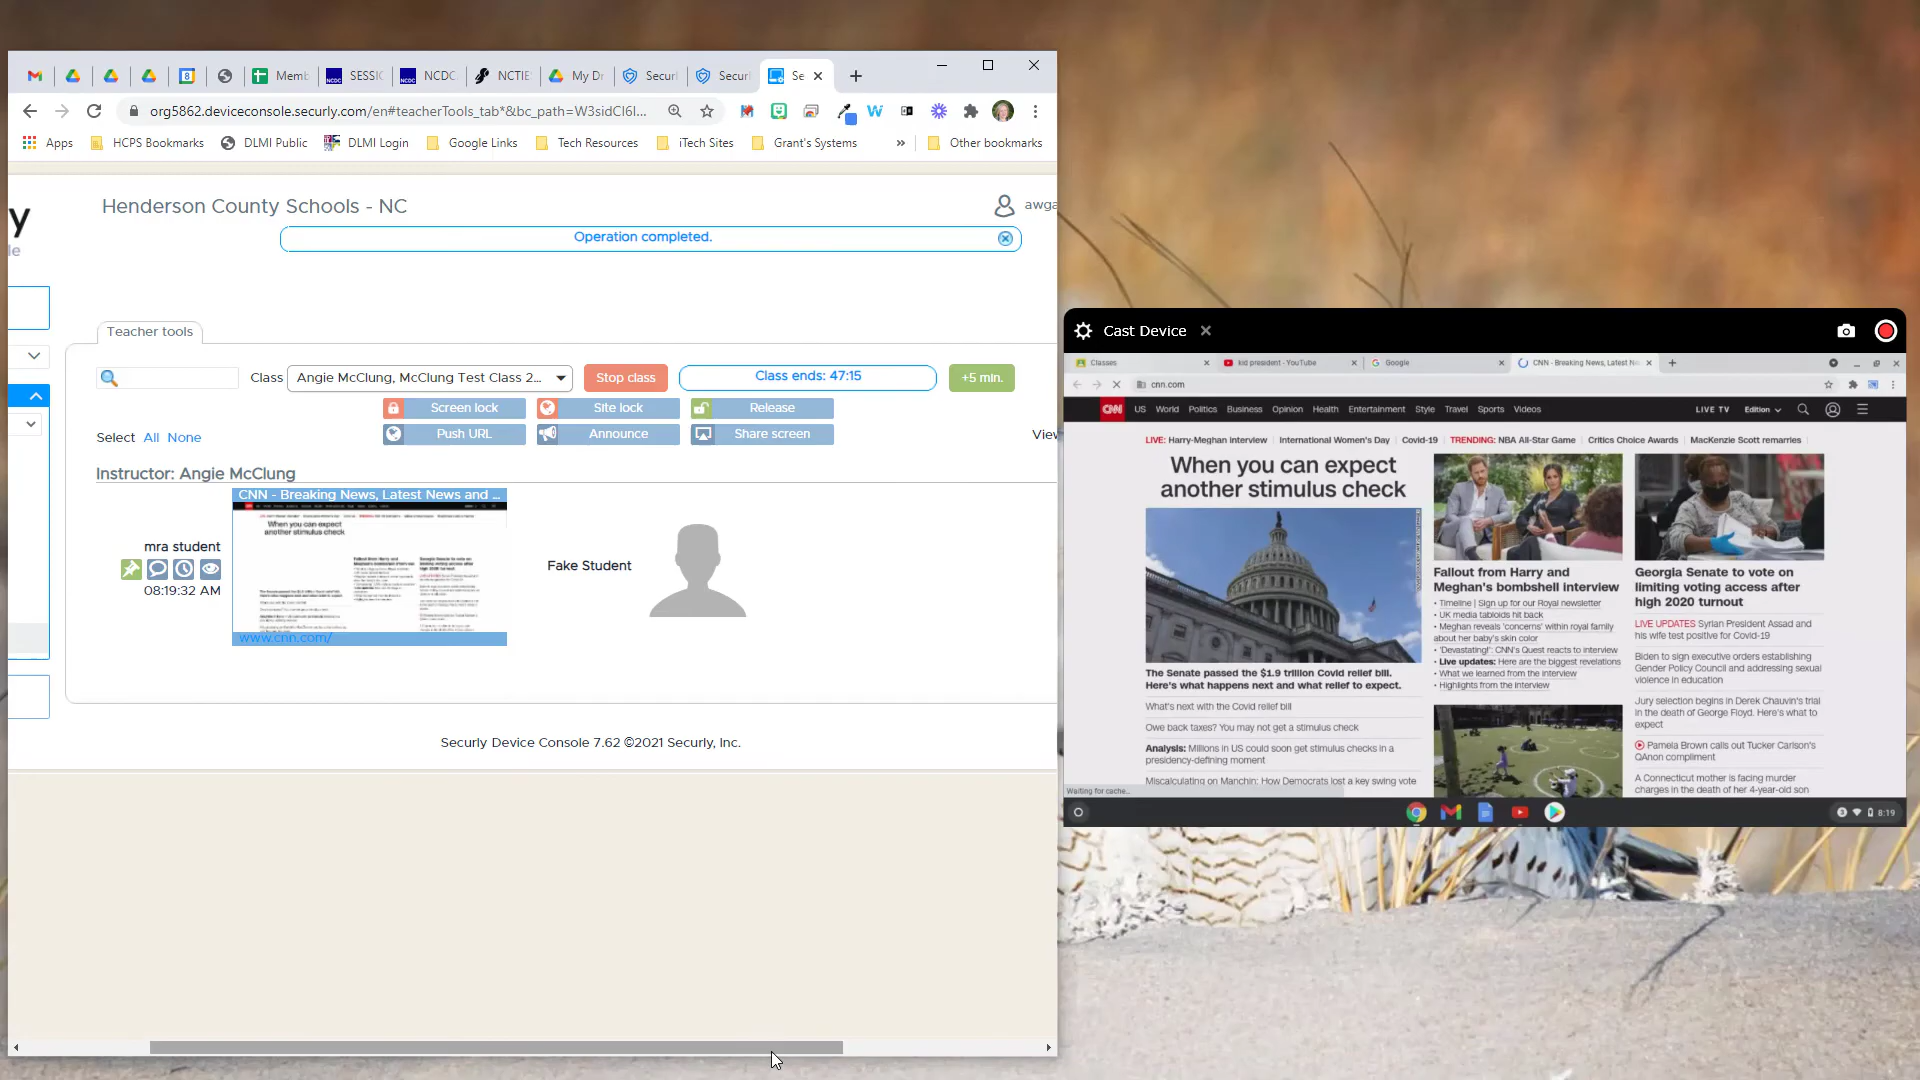 Memb
SESSIC
NCDC
NCTIE
My Dr
Securl
Securl
Se
org5862.deviceconsole.securly.com/en#teacherTools_tab*&bc_path=W3sidCI6I...
Apps
HCPS Bookmarks
DLMI Public
DLMI Login
Google Links
Tech Resources
iTech Sites
Grant's Systems
»
Other bookmarks
y
le
Henderson County Schools - NC
awga
Operation completed.
Teacher tools
Class
Angie McClung, McClung Test Class 2...
Stop class
Class ends: 47:15
+5 min.
Screen lock
Site lock
Release
Push URL
Announce
Share screen
Select All None
View
Instructor: Angie McClung
CNN - Breaking News, Latest News and ...
When you can expect
another stimulus check
mra student
08:19:32 AM
www.cnn.com/
Fake Student
Securly Device Console 7.62 ©2021 Securly, Inc.
Cast Device
Classes
kid president - YouTube
Google
CNN - Breaking News, Latest N
cnn.com
CNN
US World Politics Business Opinion Health Entertainment Style Travel Sports Videos
LIVE TV Edition
LIVE: Harry-Meghan interview International Women's Day Covid-19 TRENDING: NBA All-Star Game Critics Choice Awards MacKenzie Scott remarries
When you can expect
another stimulus check
The Senate passed the $1.9 trillion Covid relief bill.
Here's what happens next and what relief to expect.
What's next with the Covid relief bill
Owe back taxes? You may not get a stimulus check
Analysis: Millions in US could soon get stimulus checks in a
presidency-defining moment
Miscalculating on Manchin: How Democrats lost a key swing vote
Fallout from Harry and
Meghan's bombshell interview
• Timeline | Sign up for our Royal newsletter
• UK media tabloids hit back
• Meghan reveals 'concerns' within royal family
about her baby's skin color
• 'Devastating!': CNN's Quest reacts to interview
• Live updates: Here are the biggest revelations
• What we learned from the interview
• Highlights from the interview
Georgia Senate to vote on
limiting voting access after
high 2020 turnout
LIVE UPDATES Syrian President Assad and
his wife test positive for Covid-19
Biden to sign executive orders establishing
Gender Policy Council and addressing sexual
violence in education
Jury selection begins in Derek Chauvin's trial
in the death of George Floyd. Here's what to
expect
Pamela Brown calls out Tucker Carlson's
QAnon compliment
A Connecticut mother is facing murder
charges in the death of her 4-year-old son
Waiting for cache...
8:19